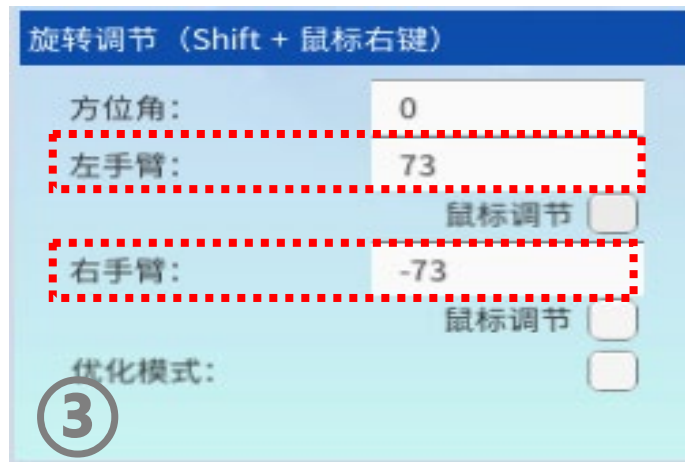 旋转调节（Shift + 鼠标右键）
方位角： 0
左手臂： 73
鼠标调节
右手臂： -73
鼠标调节
优化模式：
③